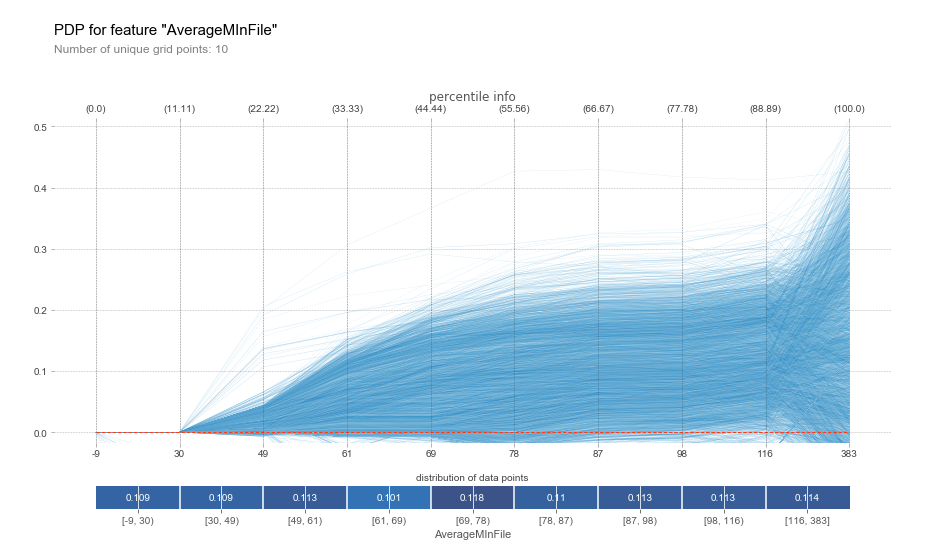 PDP for feature "AverageMInFile"
Number of unique grid points: 10
percentile info
(0.0) (11.11) (22.22) (33.33) (44.44) (55.56) (66.67) (77.78) (88.89) (100.0)
0.5
0.4
0.3
0.2
0.1
0.0
-9 30 49 61 69 78 87 98 116 383
distribution of data points
0.109 0.109 0.113 0.101 0.118 0.11 0.113 0.113 0.114
[-9, 30) [30, 49) [49, 61) [61, 69) [69, 78) [78, 87) [87, 98) [98, 116) [116, 383]
AverageMInFile